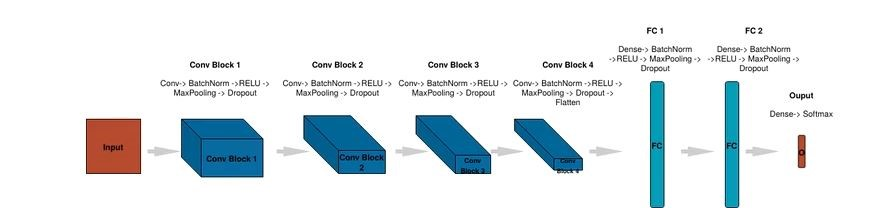 FC 1
FC 2
Dense-> BatchNorm
->RELU -> MaxPooling ->
Dropout
Dense-> BatchNorm
->RELU -> MaxPooling ->
Dropout
Conv Block 1
Conv Block 2
Conv Block 3
Conv Block 4
Conv-> BatchNorm ->RELU ->
MaxPooling -> Dropout
Conv-> BatchNorm ->RELU ->
MaxPooling -> Dropout
Conv-> BatchNorm ->RELU ->
MaxPooling -> Dropout
Conv-> BatchNorm ->RELU ->
MaxPooling -> Dropout ->
Flatten
Ouput
Dense-> Softmax
Input
Conv Block 1
Conv Block
2
Conv
Block 3
Conv
Block 4
FC
FC
O